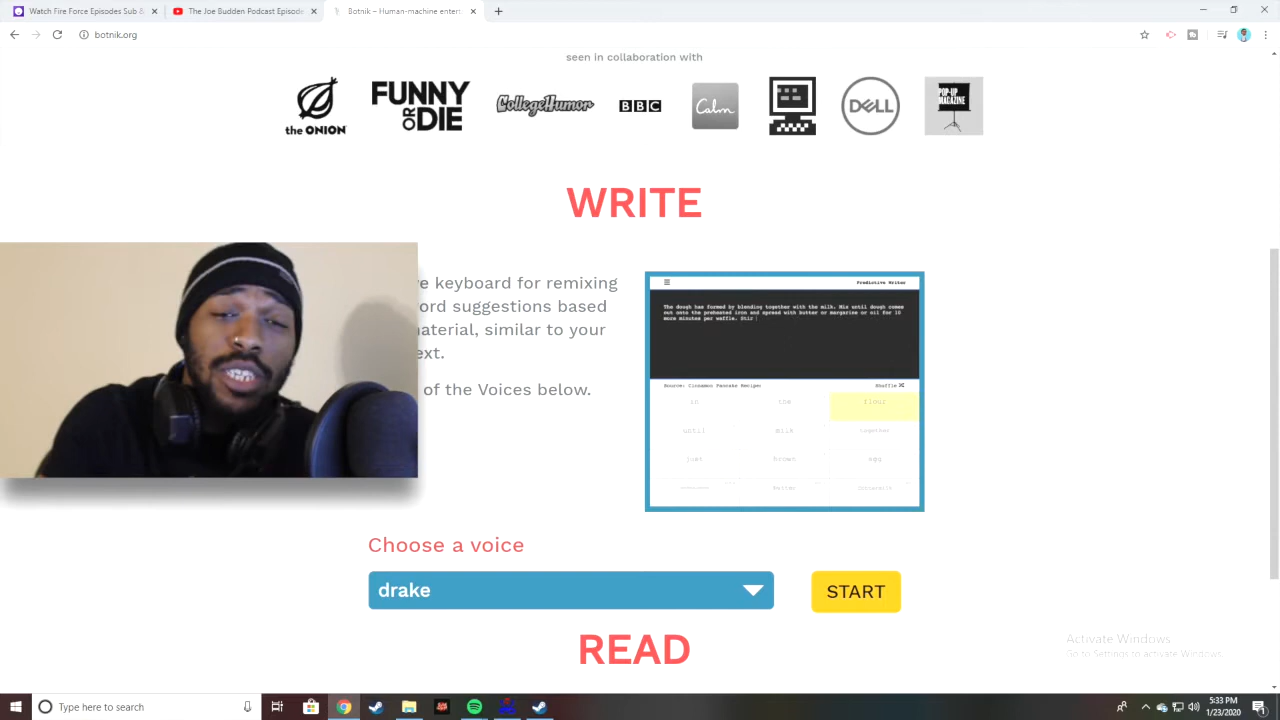 Watch Fire Force Episodes Sub &
The Joe Budden Podcast The Episode
Botnik – Human-machine entert
botnik.org
seen in collaboration with
the ONION
FUNNY
OR
DIE
CollegeHumor
BBC
Calm
DELL
POP-UP
MAGAZINE
WRITE
keyboard for remixing
ord suggestions based
aterial, similar to your
ext.
of the Voices below.
Predictive Writer
The dough has formed by blending together with the milk. Mix until dough comes
out onto the preheated iron and spread with butter or margarine or oil for 10
more minutes per waffle. Stir
Source: Cinnamon Pancake Recipes
Shuffle
in the flour
until milk together
just brown egg
batter buttermilk
Choose a voice
drake
START
READ
Activate Windows
Go to Settings to activate Windows.
Type here to search
5:33 PM
1/23/2020